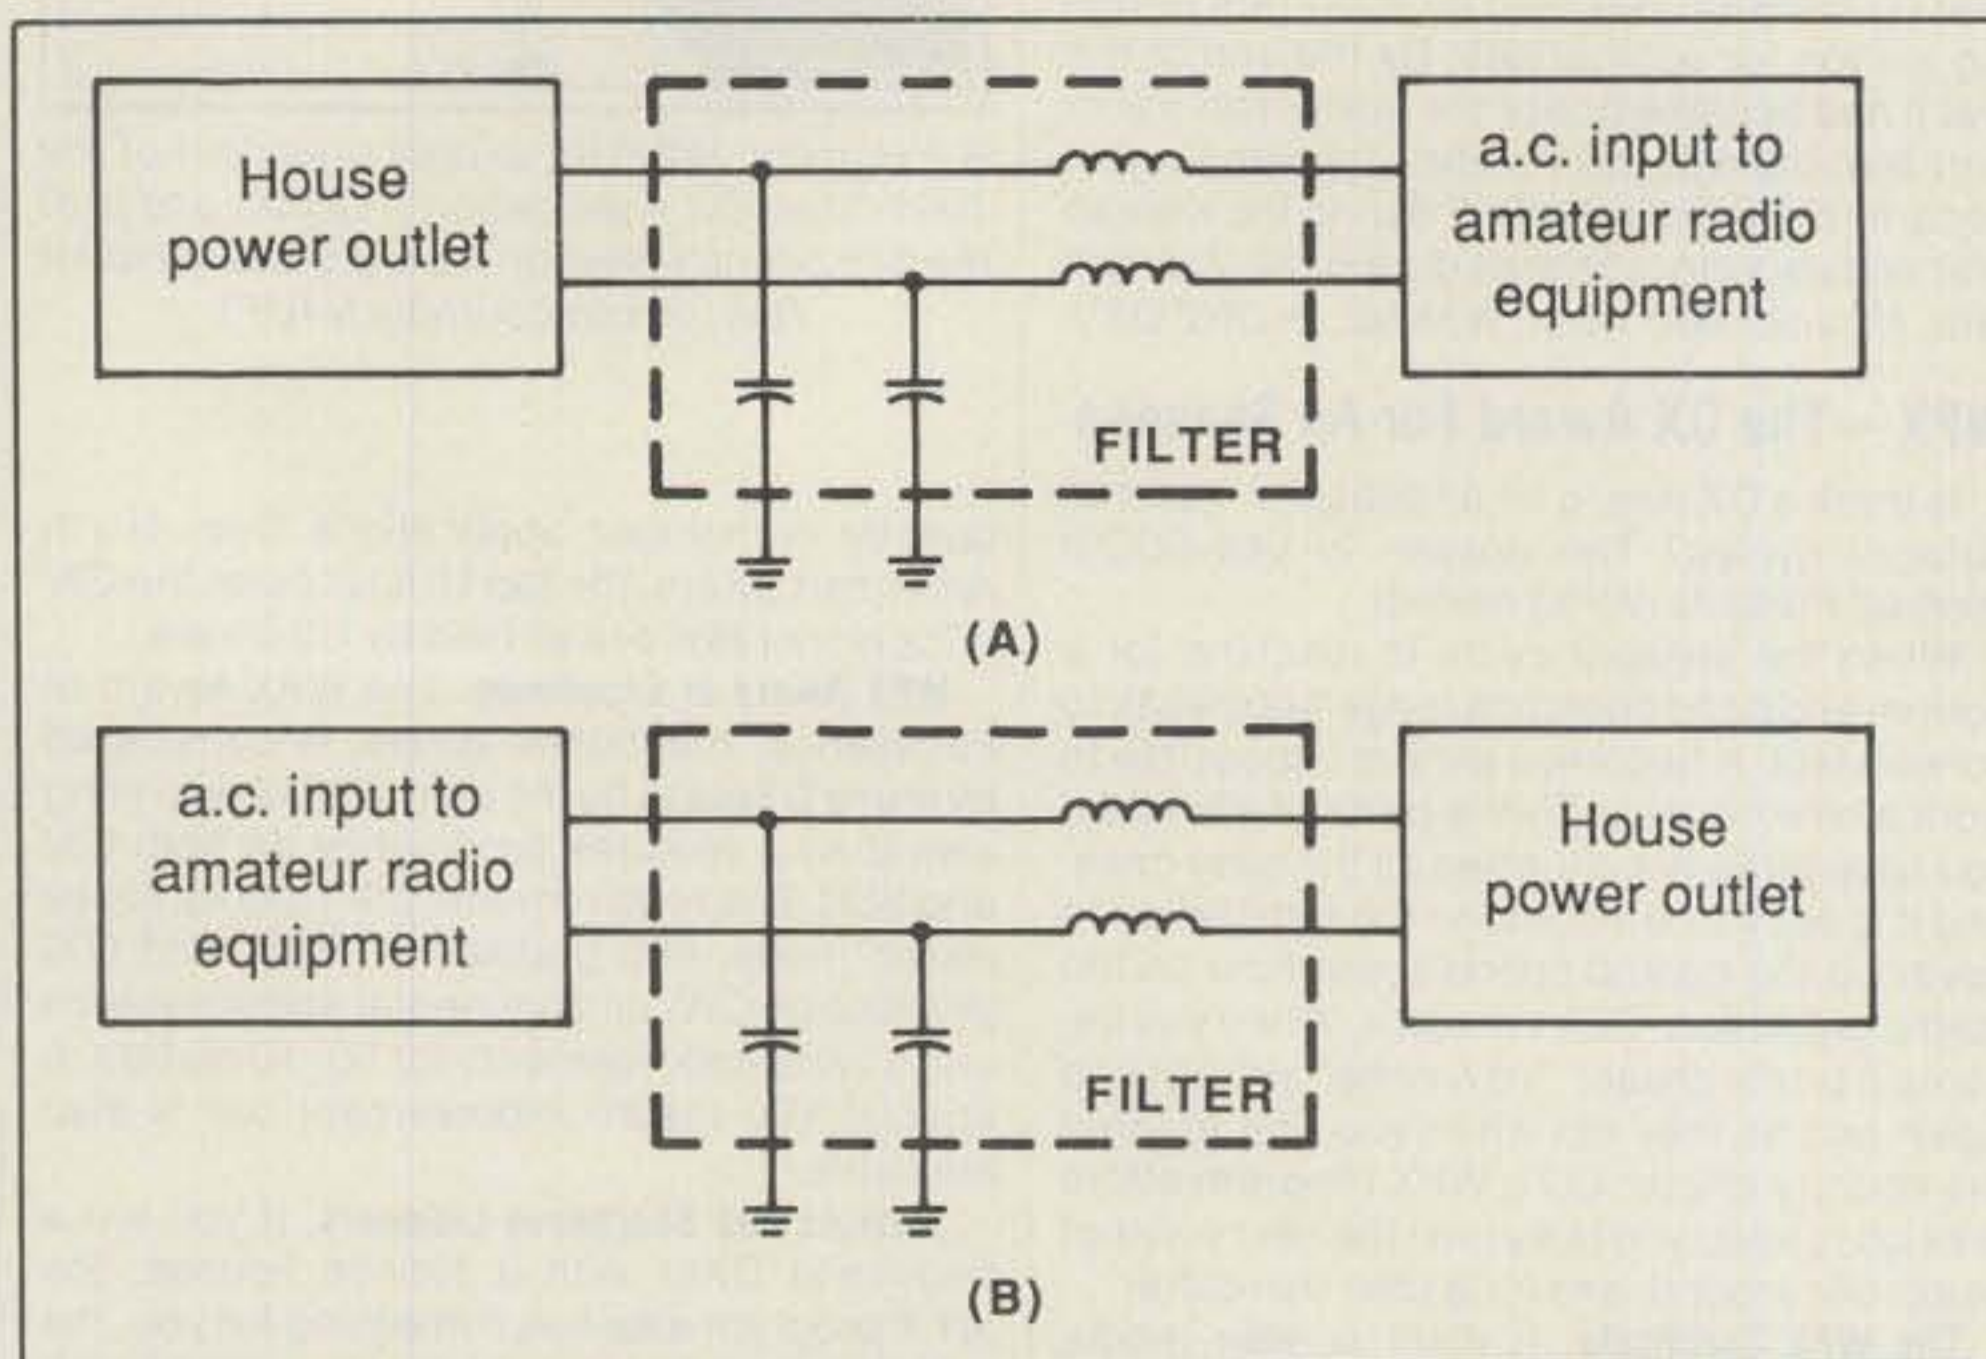 House
power outlet
a.c. input to
amateur radio
equipment
FILTER
(A)
a.c. input to
amateur radio
equipment
House
power outlet
FILTER
(B)